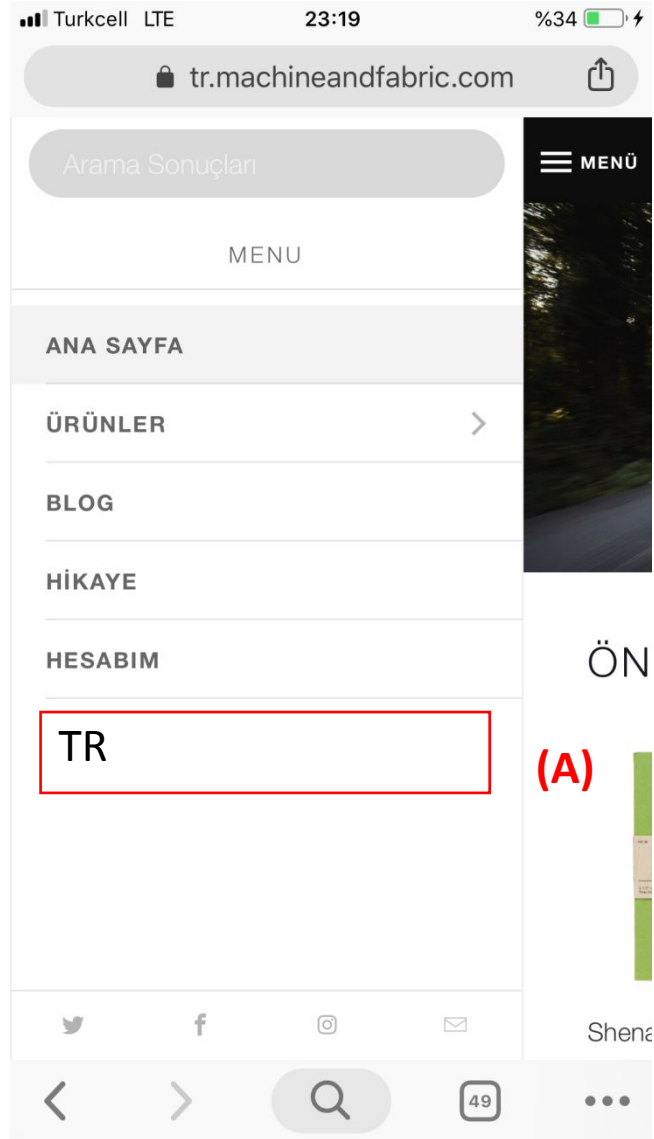 Turkcell LTE 23:19 %34
tr.machineandfabric.com
Arama Sonuçları
MENÜ
MENU
ANA SAYFA
ÜRÜNLER
BLOG
HİKAYE
HESABIM
ÖN
TR
(A)
Shena
49